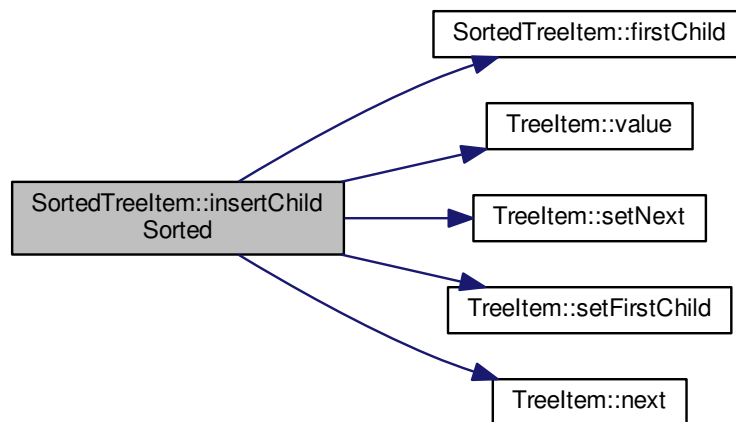 SortedTreeItem::firstChild
TreeItem::value
SortedTreeItem::insertChild
Sorted
TreeItem::setNext
TreeItem::setFirstChild
TreeItem::next